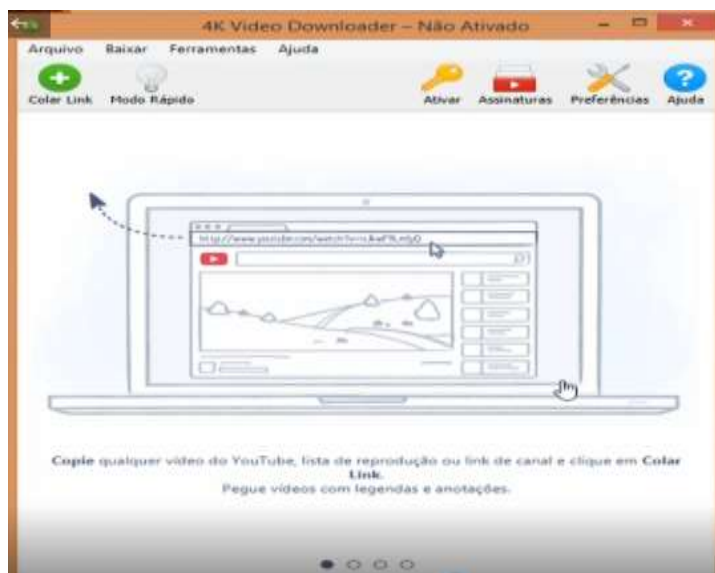 4K Video Downloader – Não Ativado
Arquivo Baixar Ferramentas Ajuda
Colar Link Modo Rápido Ativar Assinaturas Preferências Ajuda
Copie qualquer vídeo do YouTube, lista de reprodução ou link de canal e clique em Colar
Link.
Pegue vídeos com legendas e anotações.